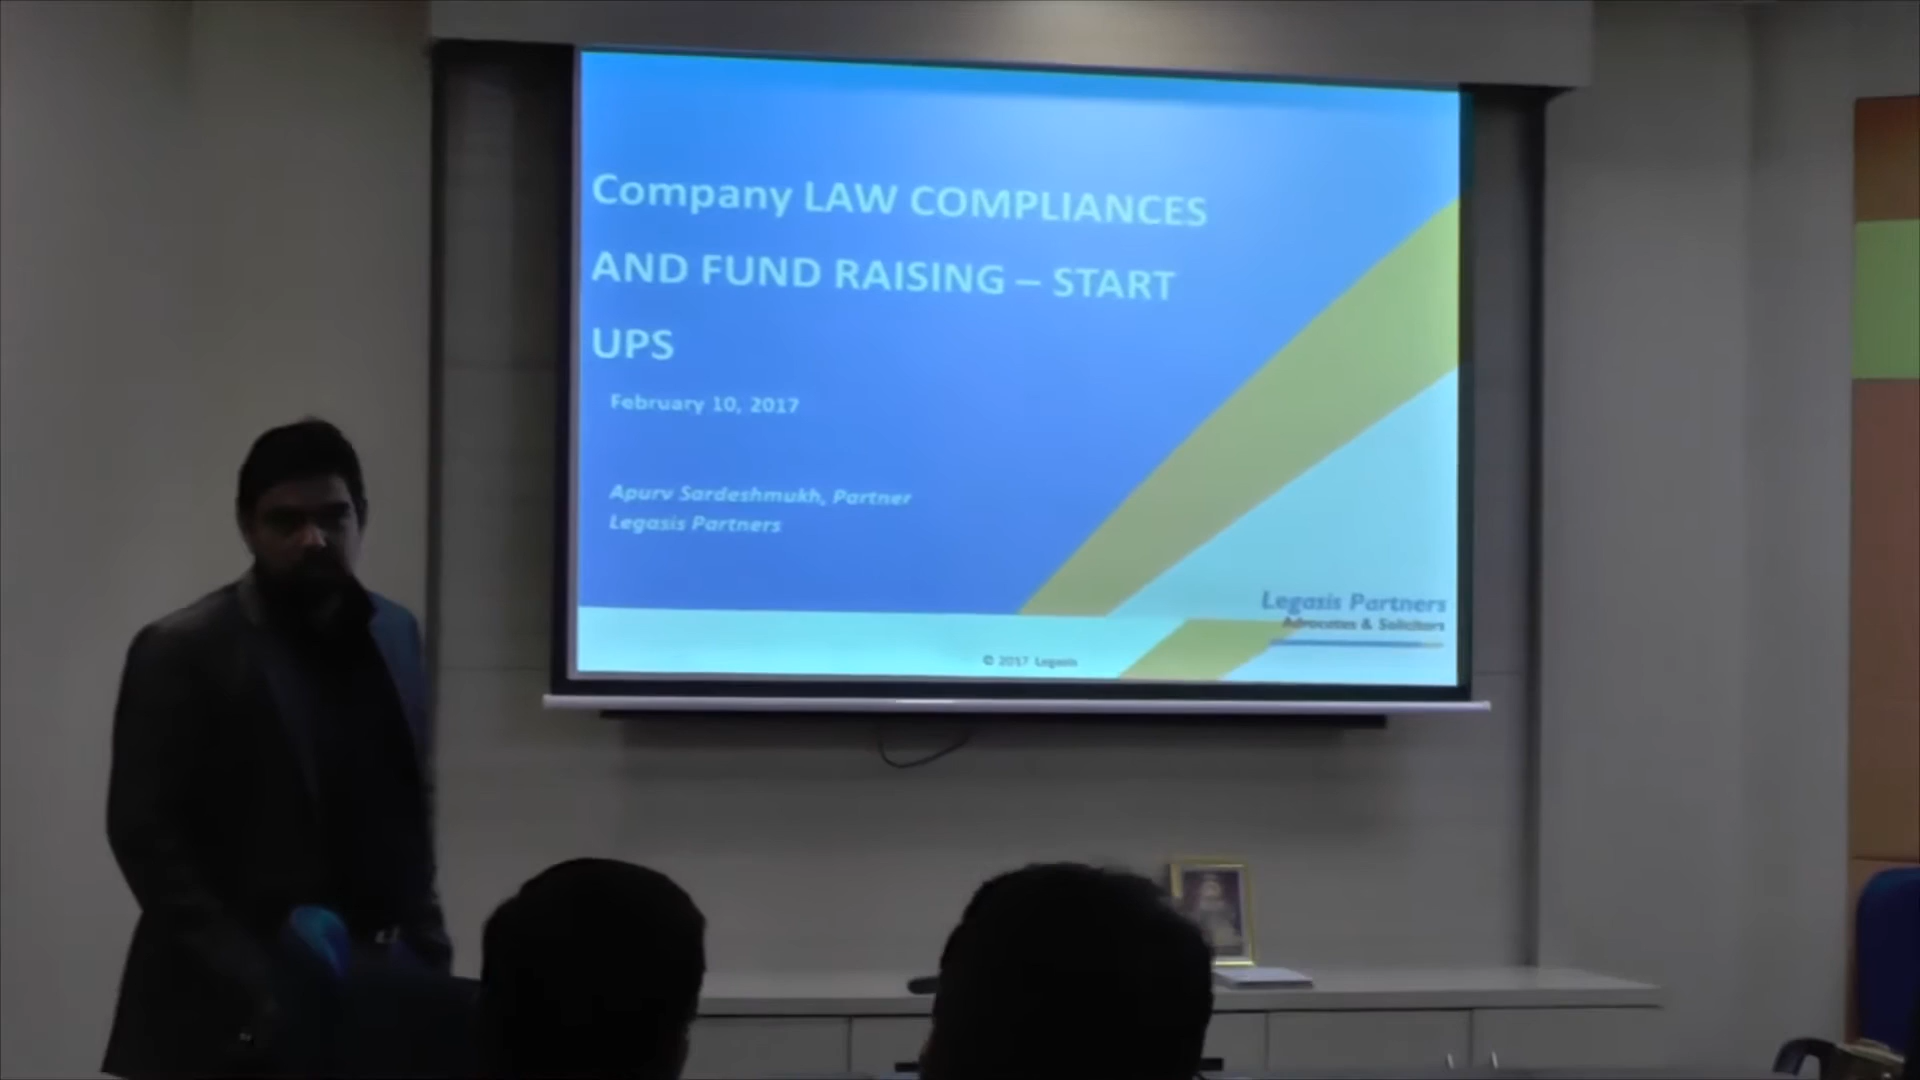 Company LAW COMPLIANCES
AND FUND RAISING – START
UPS
February 10, 2017
Apurv Sardeshmukh, Partner
Legasis Partners
Legasis Partners
Advocates & Solicitors
© 2017 Legasis